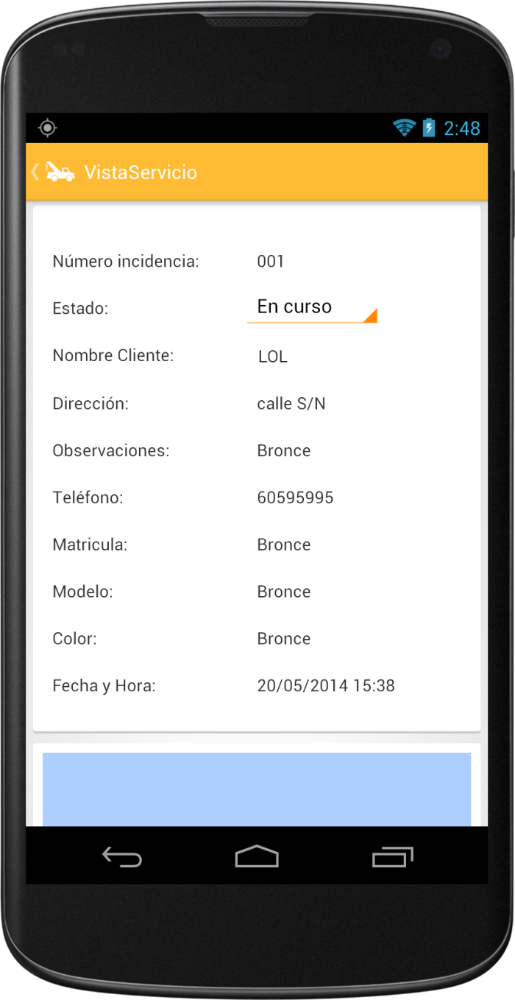 2:48
VistaServicio
Número incidencia: 001
Estado: En curso
Nombre Cliente: LOL
Dirección: calle S/N
Observaciones: Bronce
Teléfono: 60595995
Matricula: Bronce
Modelo: Bronce
Color: Bronce
Fecha y Hora: 20/05/2014 15:38